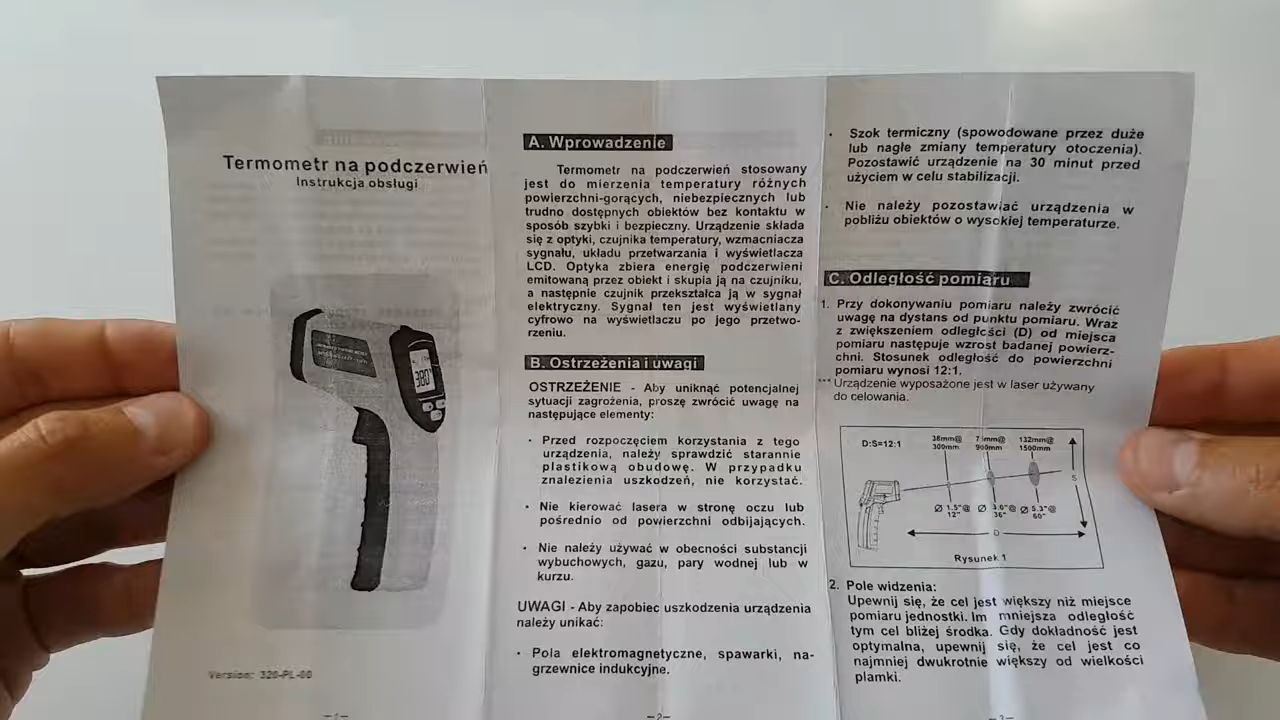 Termometr na podczerwień
Instrukcja obsługi
380
Version: 320-PL-00
–1–
A. Wprowadzenie
Termometr na podczerwień stosowany
jest do mierzenia temperatury różnych
powierzchni-gorących, niebezpiecznych lub
trudno dostępnych obiektów bez kontaktu w
sposób szybki i bezpieczny. Urządzenie składa
się z optyki, czujnika temperatury, wzmacniacza
sygnału, układu przetwarzania i wyświetlacza
LCD. Optyka zbiera energię podczerwieni
emitowaną przez obiekt i skupia ją na czujniku,
a następnie czujnik przekształca ją w sygnał
elektryczny. Sygnał ten jest wyświetlany
cyfrowo na wyświetlaczu po jego przetwo-
rzeniu.
B. Ostrzeżenia i uwagi
OSTRZEŻENIE - Aby uniknąć potencjalnej
sytuacji zagrożenia, proszę zwrócić uwagę na
następujące elementy:
· Przed rozpoczęciem korzystania z tego
urządzenia, należy sprawdzić starannie
plastikową obudowę. W przypadku
znalezienia uszkodzeń, nie korzystać.
· Nie kierować lasera w stronę oczu lub
pośrednio od powierzchni odbijających.
· Nie należy używać w obecności substancji
wybuchowych, gazu, pary wodnej lub w
kurzu.
UWAGI - Aby zapobiec uszkodzenia urządzenia
należy unikać:
· Pola elektromagnetyczne, spawarki, na-
grzewnice indukcyjne.
–2–
· Szok termiczny (spowodowane przez duże
lub nagłe zmiany temperatury otoczenia).
Pozostawić urządzenie na 30 minut przed
użyciem w celu stabilizacji.
· Nie należy pozostawiać urządzenia w
pobliżu obiektów o wysokiej temperaturze.
C. Odległość pomiaru
1. Przy dokonywaniu pomiaru należy zwrócić
uwagę na dystans od punktu pomiaru. Wraz
z zwiększeniem odległości (D) od miejsca
pomiaru następuje wzrost badanej powierz-
chni. Stosunek odległość do powierzchni
pomiaru wynosi 12:1.
*** Urządzenie wyposażone jest w laser używany
do celowania.
D:S=12:1
38mm@ 300mm
900mm
132mm@ 1500mm
S
Ø 1.5"@ 12"
Ø 3.0"@ 36"
Ø 5.3"@ 60"
D
Rysunek 1
2. Pole widzenia:
Upewnij się, że cel jest większy niż miejsce
pomiaru jednostki. Im mniejsza odległość
tym cel bliżej środka. Gdy dokładność jest
optymalna, upewnij się, że cel jest co
najmniej dwukrotnie większy od wielkości
plamki.
–3–